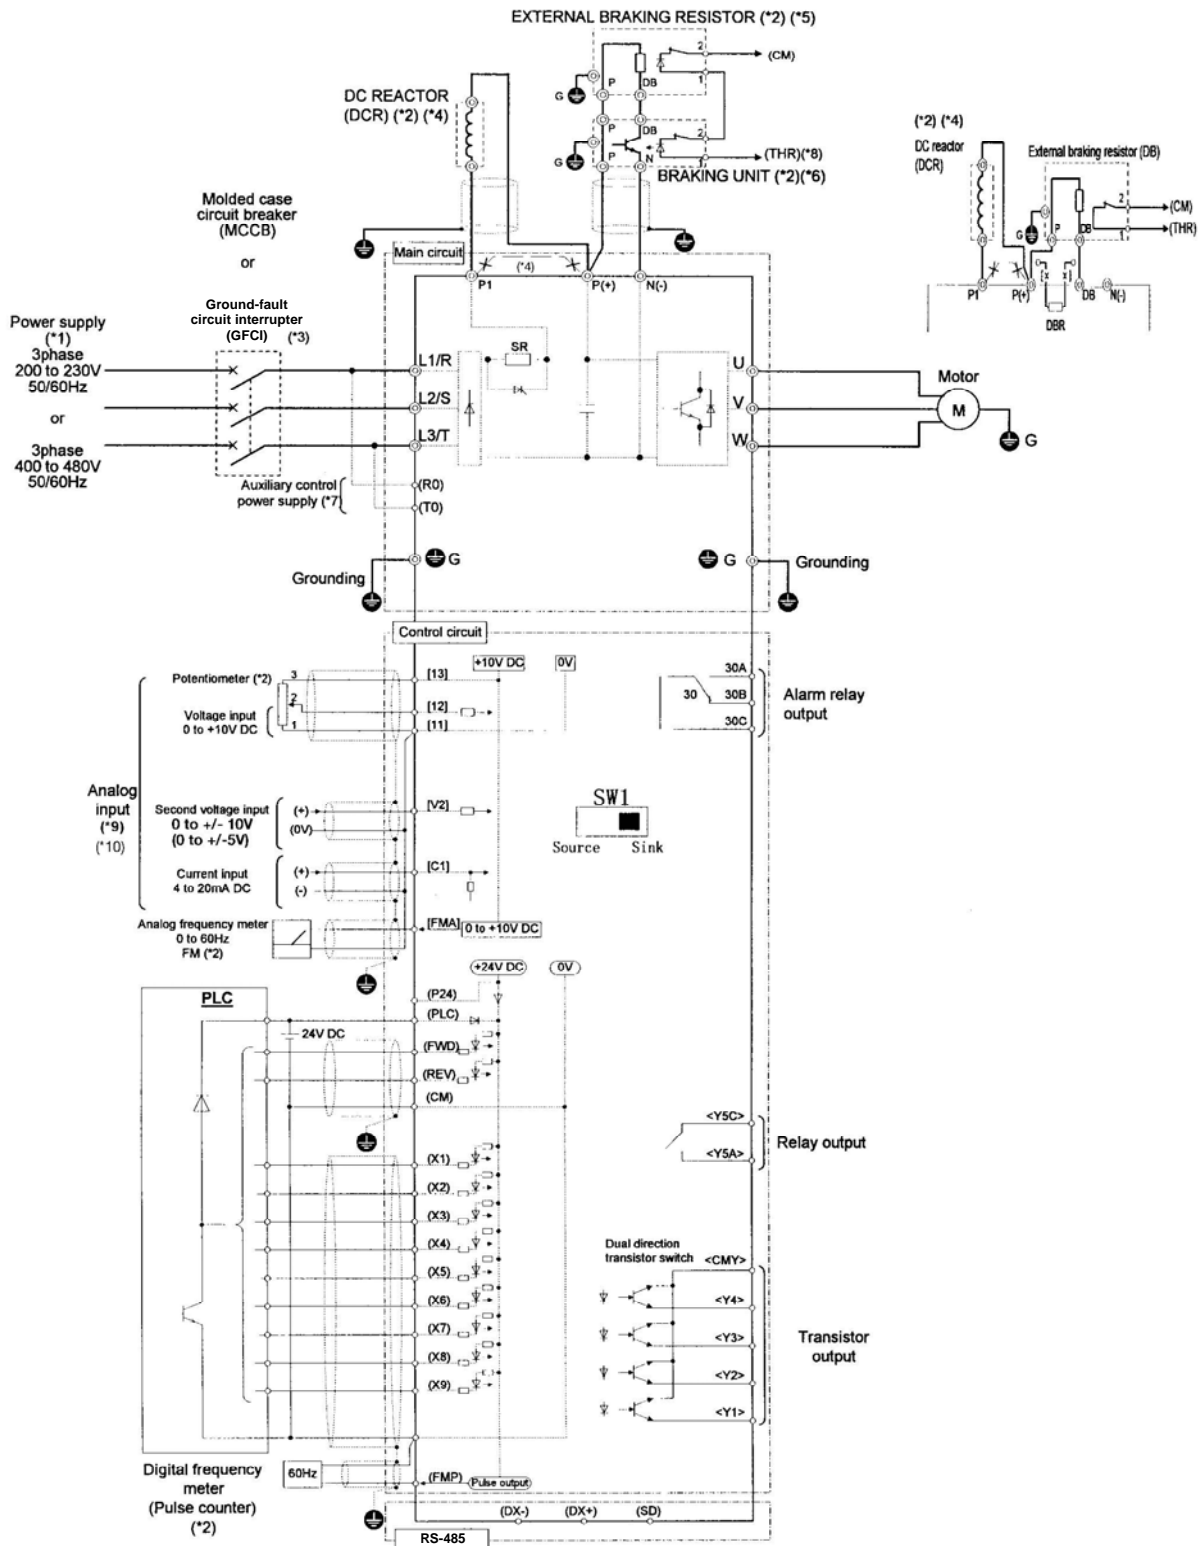 EXTERNAL BRAKING RESISTOR (*2) (*5)
2
(CM)
1
P
DB
G
DC REACTOR
(DCR) (*2) (*4)
P
DB
2
G
P
N
1
(THR)(*8)
BRAKING UNIT (*2)(*6)
(*2) (*4)
DC reactor
(DCR)
External braking resistor (DB)
2
(CM)
(THR)
1
G
P
DB
P1
P(+)
DB
N(-)
DBR
Molded case
circuit breaker
(MCCB)
or
Ground-fault
circuit interrupter
(GFCI)
(*3)
Main circuit
(*4)
P1
P(+)
N(-)
Power supply
(*1)
3phase
200 to 230V
50/60Hz
or
3phase
400 to 480V
50/60Hz
L1/R
L2/S
L3/T
SR
U
V
W
Motor
M
G
Auxiliary control
power supply (*7)
(R0)
(T0)
G
Grounding
G
Grounding
Control circuit
+10V DC
0V
Potentiometer (*2)
3
2
1
Voltage input
0 to +10V DC
[13]
[12]
[11]
30A
30
30B
30C
Alarm relay
output
Analog
input
(*9)
(*10)
Second voltage input
0 to +/- 10V
(0 to +/-5V)
(+)
(0V)
[V2]
SW1
Source
Sink
Current input
4 to 20mA DC
(+)
(-)
[C1]
Analog frequency meter
0 to 60Hz
FM (*2)
[FMA]
0 to +10V DC
+24V DC
0V
PLC
24V DC
(P24)
(PLC)
(FWD)
(REV)
(CM)
<Y5C>
<Y5A>
Relay output
(X1)
(X2)
(X3)
(X4)
(X5)
(X6)
(X7)
(X8)
(X9)
Dual direction
transistor switch
<CMY>
<Y4>
<Y3>
<Y2>
<Y1>
Transistor
output
Digital frequency
meter
(Pulse counter)
(*2)
60Hz
(FMP)
Pulse output
(DX-)
(DX+)
(SD)
RS-485